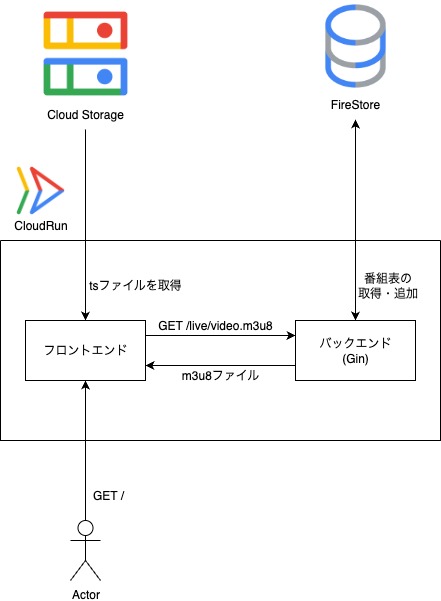 Cloud Storage
FireStore
CloudRun
tsファイルを取得
番組表の
取得・追加
GET /live/video.m3u8
フロントエンド
バックエンド
(Gin)
m3u8ファイル
GET /
Actor